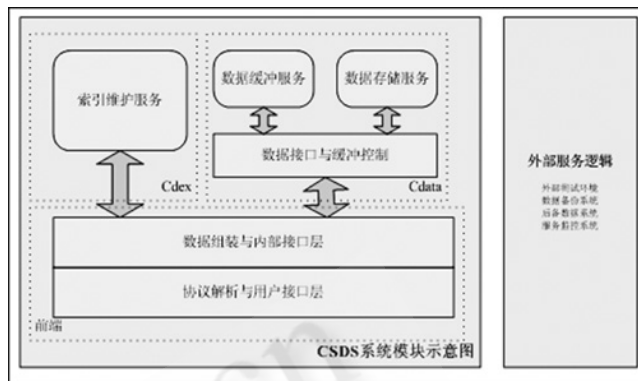 索引维护服务
数据缓冲服务
数据存储服务
数据接口与缓冲控制
Cdex
Cdata
数据组装与内部接口层
协议解析与用户接口层
前端
CSDS系统模块示意图
外部服务逻辑
外部测试环境
数据备份系统
后备数据系统
服务监控系统